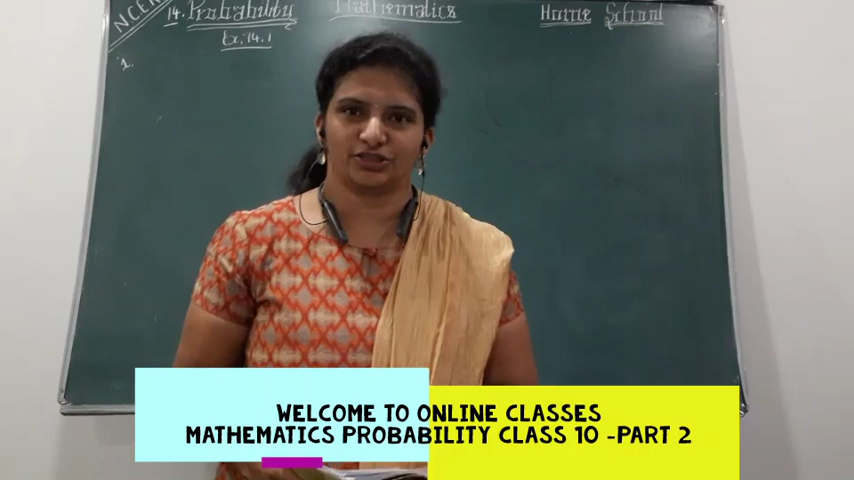 NCER
14. Probability
Mathematics
Home School
Ex: 14.1
1.
WELCOME TO ONLINE CLASSES
MATHEMATICS PROBABILITY CLASS 10 -PART 2